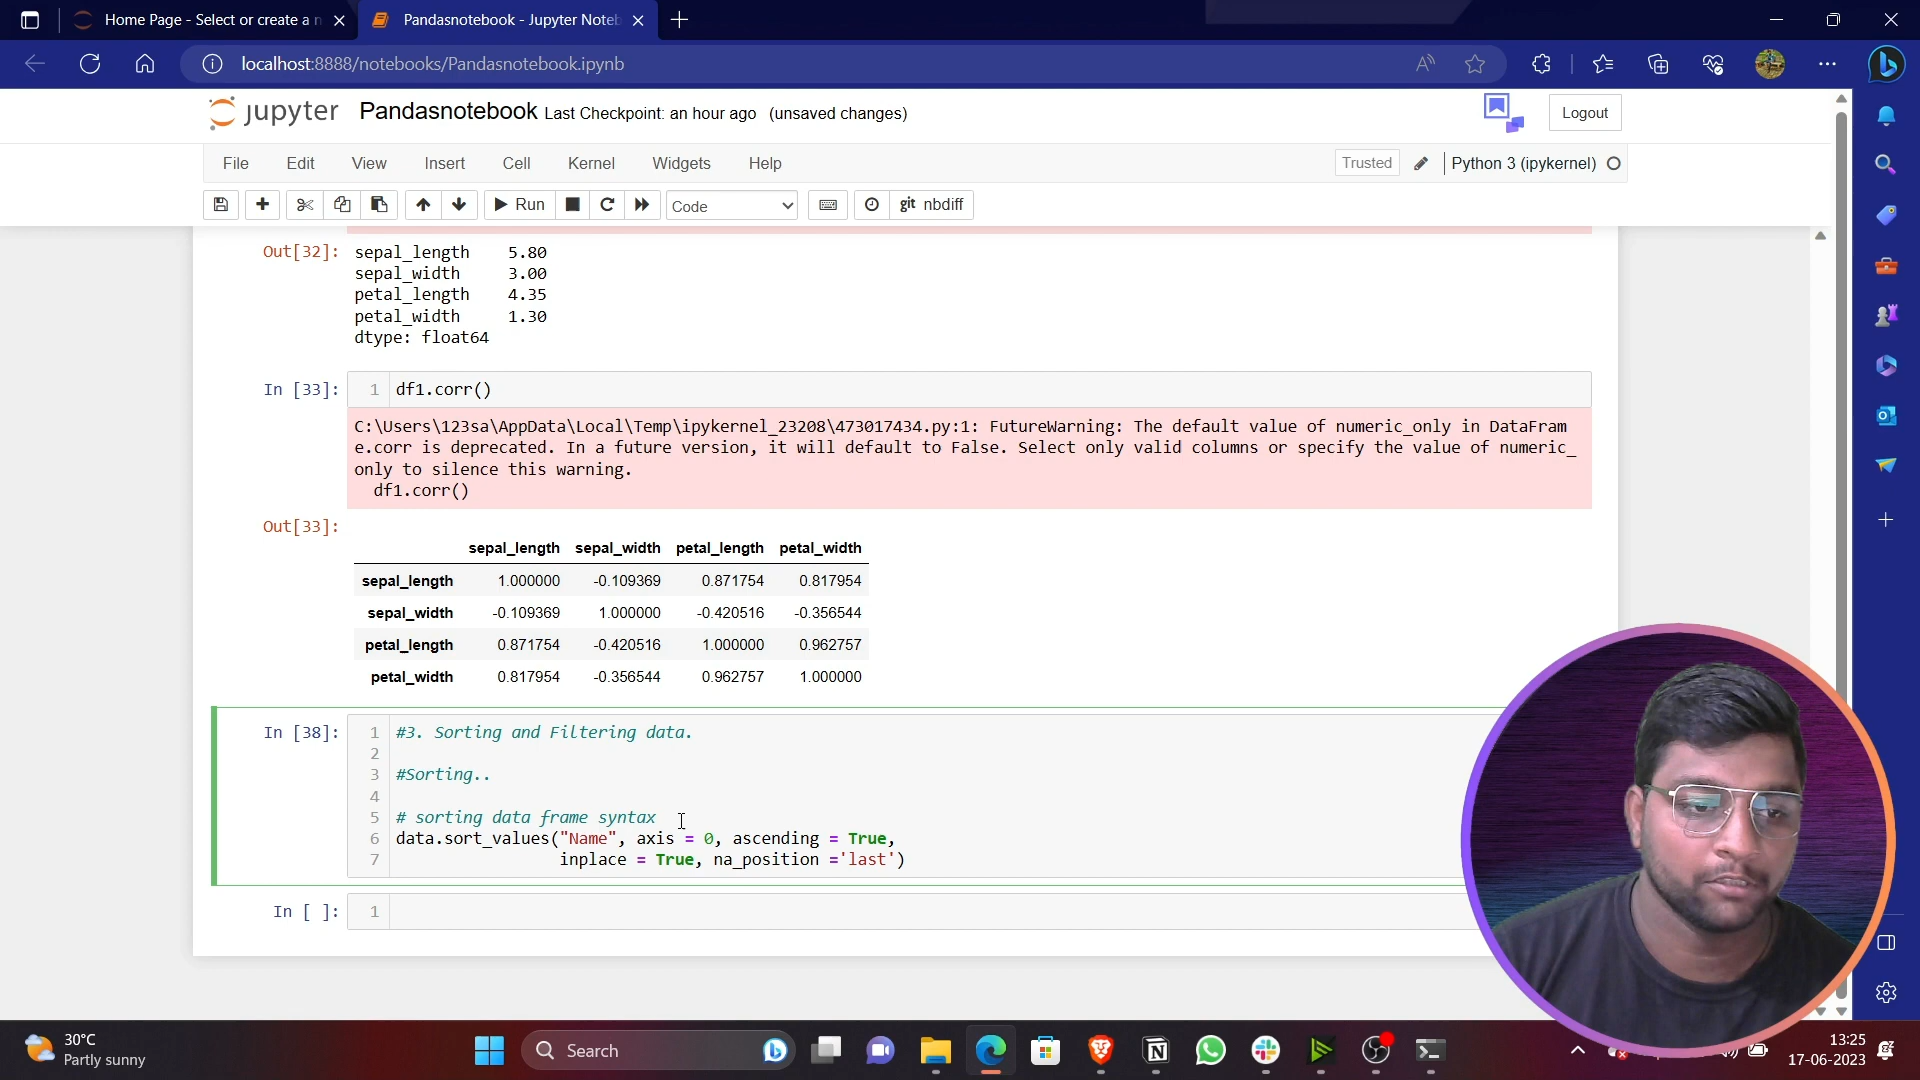 Home Page - Select or create a n
Pandasnotebook - Jupyter Noteb
localhost:8888/notebooks/Pandasnotebook.ipynb
jupyter Pandasnotebook Last Checkpoint: an hour ago (unsaved changes)
Logout
File Edit View Insert Cell Kernel Widgets Help
Trusted
Python 3 (ipykernel)
Run
Code
git nbdiff
Out[32]: sepal_length 5.80
sepal_width 3.00
petal_length 4.35
petal_width 1.30
dtype: float64
In [33]: 1 df1.corr()
C:\Users\123sa\AppData\Local\Temp\ipykernel_23208\473017434.py:1: FutureWarning: The default value of numeric_only in DataFram
e.corr is deprecated. In a future version, it will default to False. Select only valid columns or specify the value of numeric_
only to silence this warning.
df1.corr()
Out[33]:
sepal_length sepal_width petal_length petal_width
sepal_length 1.000000 -0.109369 0.871754 0.817954
sepal_width -0.109369 1.000000 -0.420516 -0.356544
petal_length 0.871754 -0.420516 1.000000 0.962757
petal_width 0.817954 -0.356544 0.962757 1.000000
In [38]: 1 #3. Sorting and Filtering data.
2
3 #Sorting..
4
5 # sorting data frame syntax
6 data.sort_values("Name", axis = 0, ascending = True,
7 inplace = True, na_position ='last')
In [ ]: 1
30°C
Partly sunny
Search
13:25
17-06-2023